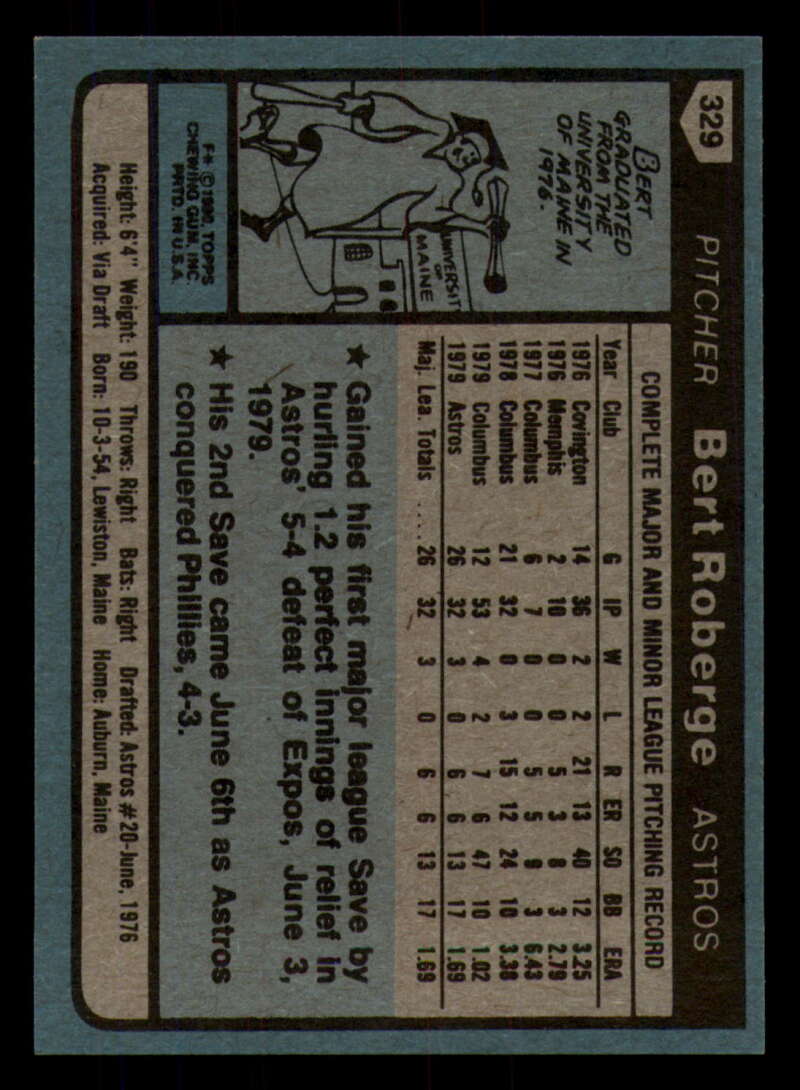 329
PITCHER Bert Roberge ASTROS
BERT
GRADUATED
FROM THE
UNIVERSITY
OF MAINE IN
1976.
UNIVERSITY
OF
MAINE
F* © 1980, TOPPS
CHEWING GUM, INC.
PRTD. IN U.S.A.
COMPLETE MAJOR AND MINOR LEAGUE PITCHING RECORD
Year Club G IP W L R ER SO BB ERA
1976 Covington 14 36 2 2 21 13 40 12 3.25
1976 Memphis 2 10 0 0 5 3 8 3 2.79
1977 Columbus 6 7 0 0 5 5 8 3 6.43
1978 Columbus 21 32 0 3 15 12 24 10 3.38
1979 Columbus 12 53 4 2 7 6 47 10 1.02
1979 Astros 26 32 3 0 6 6 13 17 1.69
Maj. Lea. Totals .... 26 32 3 0 6 6 13 17 1.69
★ Gained his first major league Save by
hurling 1.2 perfect innings of relief in
Astros' 5-4 defeat of Expos, June 3,
1979.
★ His 2nd Save came June 6th as Astros
conquered Phillies, 4-3.
Height: 6'4" Weight: 190 Throws: Right Bats: Right Drafted: Astros #20-June, 1976
Acquired: Via Draft Born: 10-3-54, Lewiston, Maine Home: Auburn, Maine